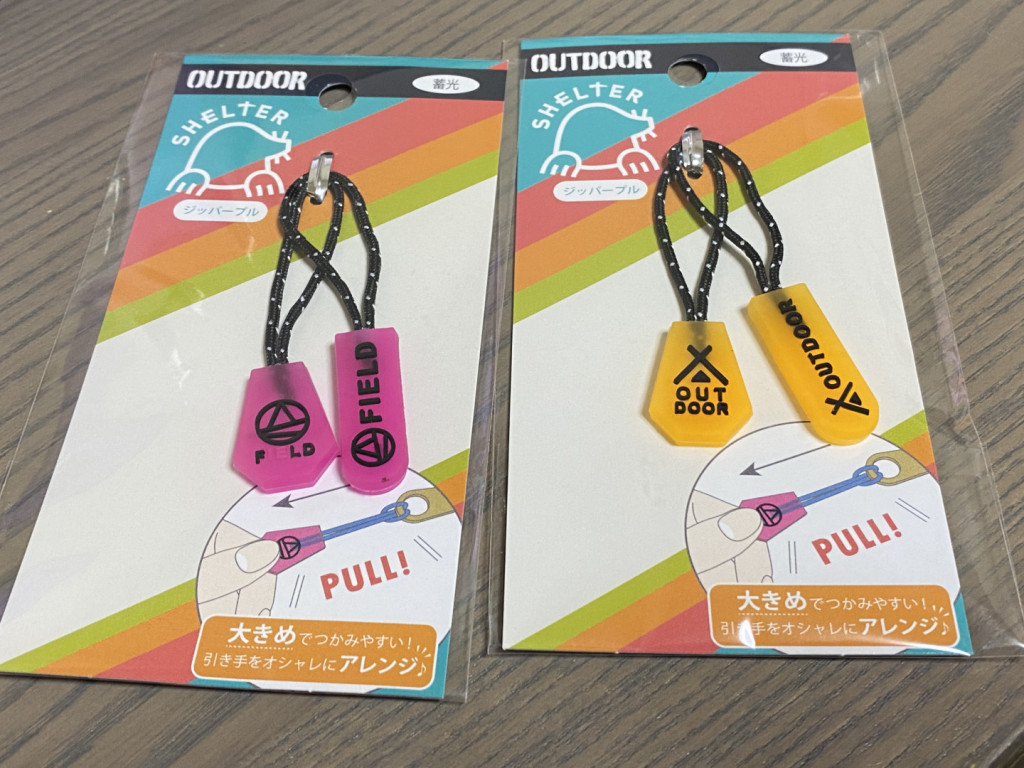 OUTDOOR
蓄光
SHELTER
ジッパープル
FIELD
FIELD
PULL!
大きめでつかみやすい!
引き手をオシャレにアレンジ♪
OUTDOOR
蓄光
SHELTER
ジッパープル
OUT
DOOR
OUTDOOR
PULL!
大きめでつかみやすい!
引き手をオシャレにアレンジ♪